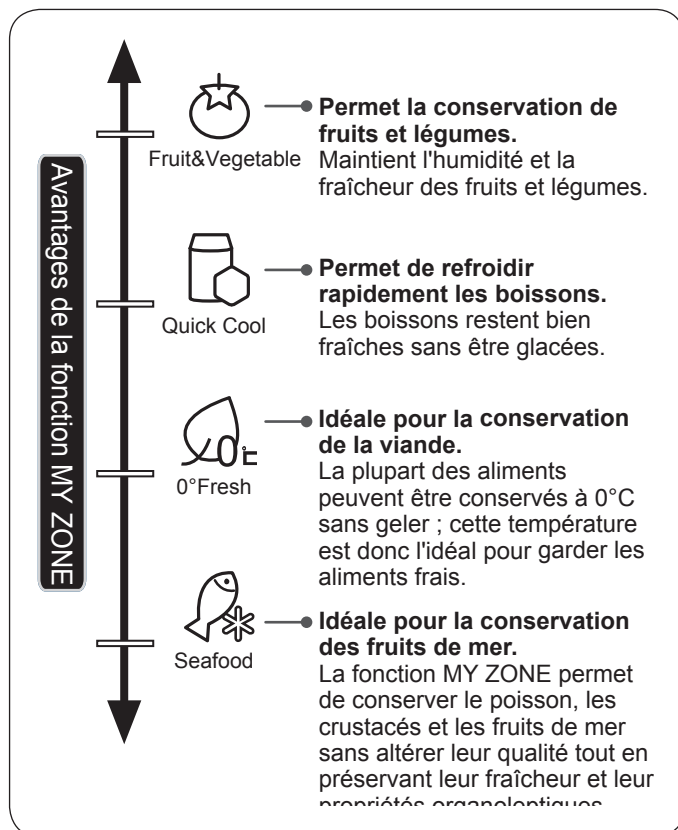 Avantages de la fonction MY ZONE
Fruit&Vegetable
Permet la conservation de
fruits et légumes.
Maintient l'humidité et la
fraîcheur des fruits et légumes.
Quick Cool
Permet de refroidir
rapidement les boissons.
Les boissons restent bien
fraîches sans être glacées.
0°Fresh
Idéale pour la conservation
de la viande.
La plupart des aliments
peuvent être conservés à 0°C
sans geler ; cette température
est donc l'idéal pour garder les
aliments frais.
Seafood
Idéale pour la conservation
des fruits de mer.
La fonction MY ZONE permet
de conserver le poisson, les
crustacés et les fruits de mer
sans altérer leur qualité tout en
préservant leur fraîcheur et leur
propriétés organoleptiques